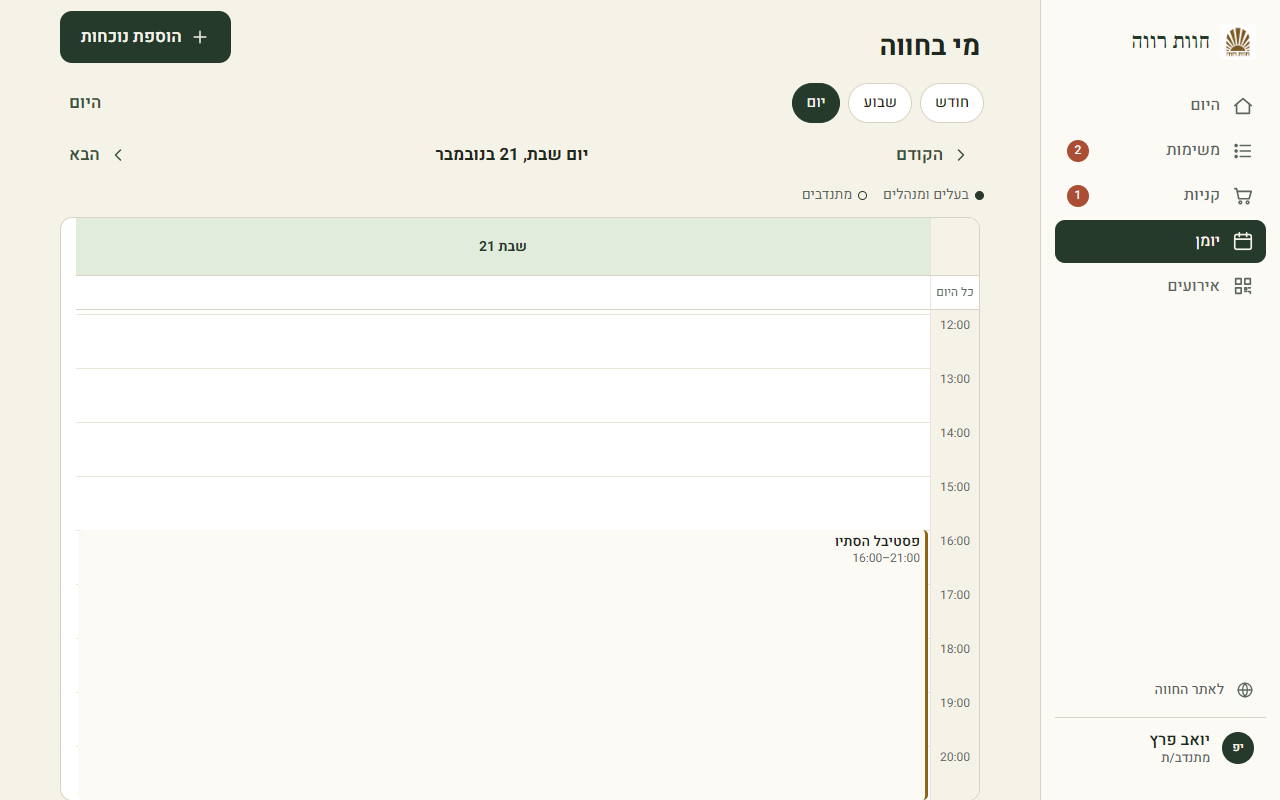 חוות רווה
היום
משימות 2
קניות 1
יומן
אירועים
לאתר החווה
יפ
יואב פרץ
מתנדב/ת
מי בחווה
הוספת נוכחות
חודש שבוע יום
היום
הקודם
יום שבת, 21 בנובמבר
הבא
בעלים ומנהלים מתנדבים
שבת 21
כל היום
12:00
13:00
14:00
15:00
16:00
פסטיבל הסתיו
16:00–21:00
17:00
18:00
19:00
20:00